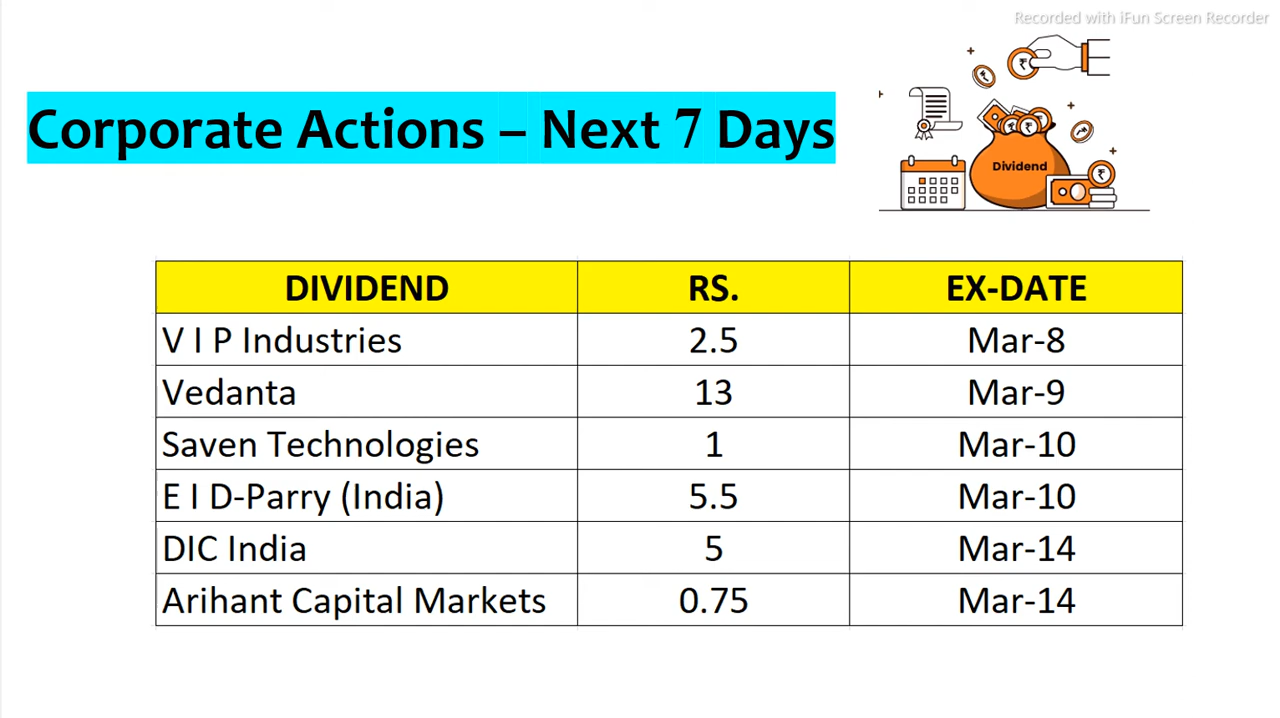 Recorded with iFun Screen Recorder
Corporate Actions – Next 7 Days
Dividend
DIVIDEND RS. EX-DATE
V I P Industries 2.5 Mar-8
Vedanta 13 Mar-9
Saven Technologies 1 Mar-10
E I D-Parry (India) 5.5 Mar-10
DIC India 5 Mar-14
Arihant Capital Markets 0.75 Mar-14